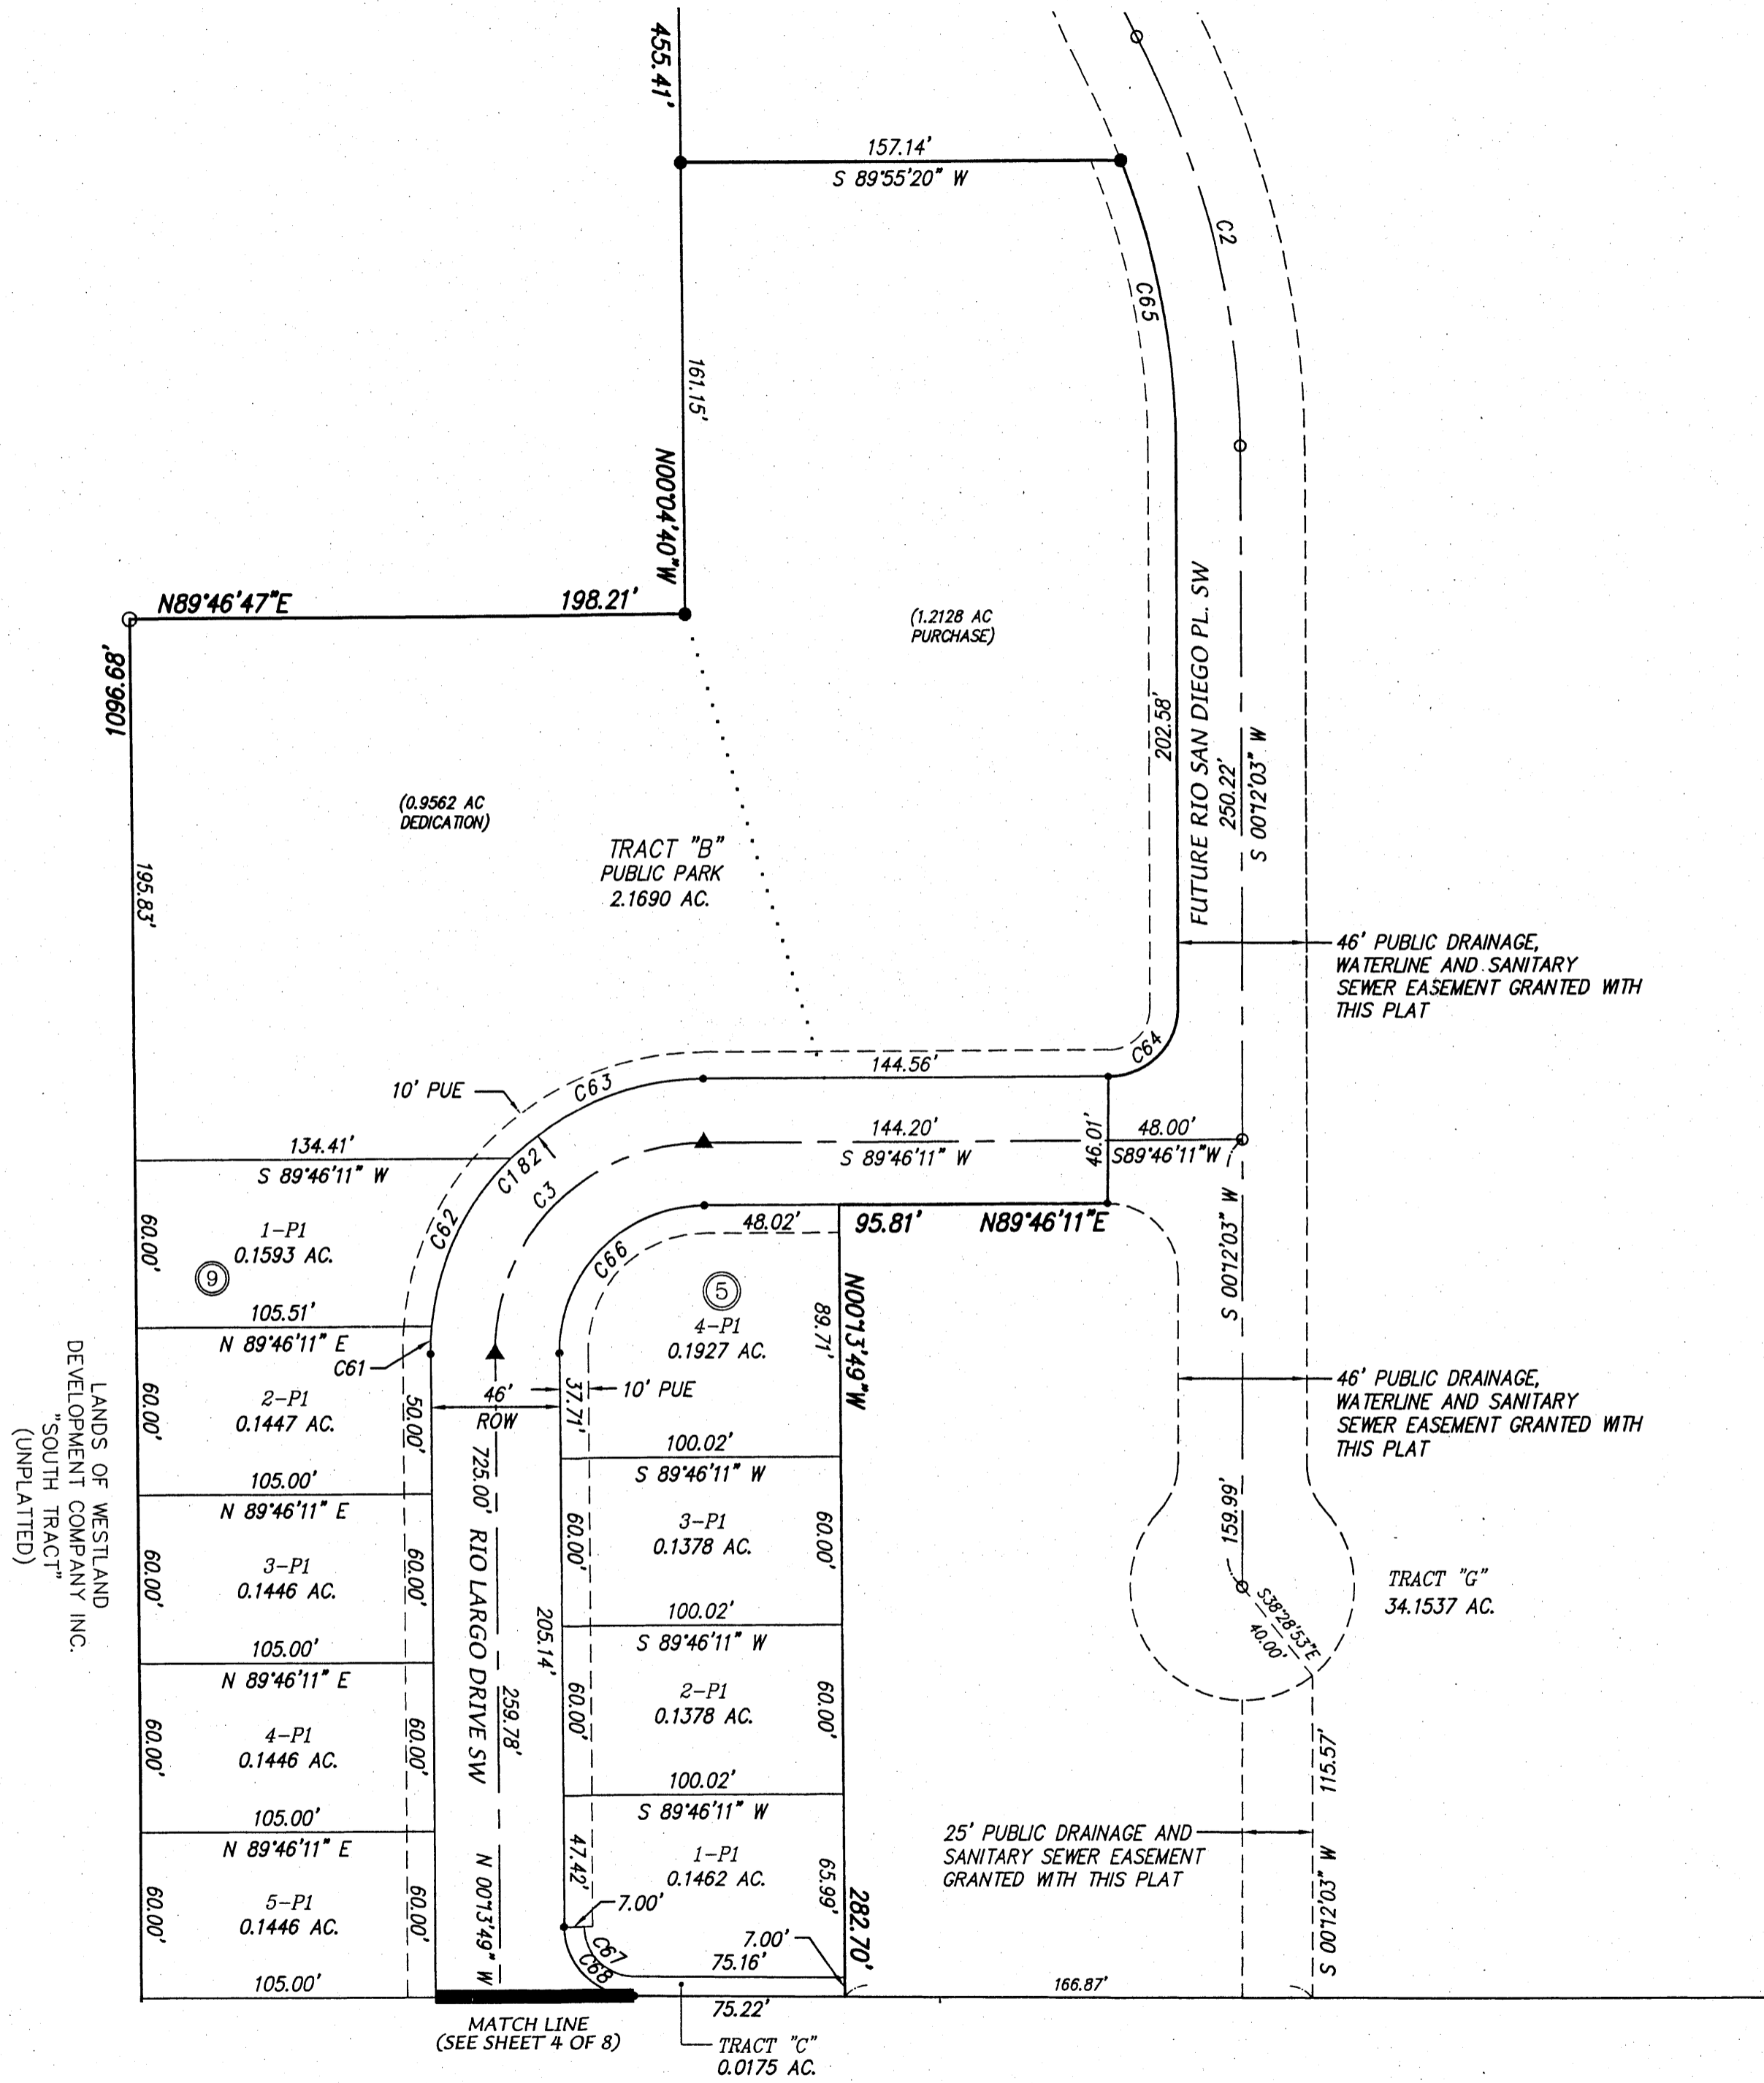 455.41'
157.14'
S 89°55'20" W
C2
C65
161.15'
N00°04'40"W
N89°46'47"E
198.21'
1096.68'
(1.2128 AC
PURCHASE)
FUTURE RIO SAN DIEGO PL. SW
202.58'
250.22'
S 00°12'03" W
(0.9562 AC
DEDICATION)
TRACT "B"
PUBLIC PARK
2.1690 AC.
195.83'
46' PUBLIC DRAINAGE,
WATERLINE AND SANITARY
SEWER EASEMENT GRANTED WITH
THIS PLAT
C64
144.56'
C63
10' PUE
134.41'
S 89°46'11" W
C182
C3
144.20'
S 89°46'11" W
46.01'
48.00'
S89°46'11"W
C62
48.02'
95.81'
N89°46'11"E
S 00°12'03" W
60.00'
1-P1
0.1593 AC.
9
C66
5
4-P1
0.1927 AC.
89.71'
N00°13'49"W
105.51'
N 89°46'11" E
C61
46'
ROW
37.71'
10' PUE
46' PUBLIC DRAINAGE,
WATERLINE AND SANITARY
SEWER EASEMENT GRANTED WITH
THIS PLAT
LANDS OF WESTLAND
DEVELOPMENT COMPANY INC.
"SOUTH TRACT"
(UNPLATTED)
60.00'
2-P1
0.1447 AC.
50.00'
725.00'
100.02'
S 89°46'11" W
105.00'
N 89°46'11" E
60.00'
3-P1
0.1446 AC.
60.00'
RIO LARGO DRIVE SW
60.00'
3-P1
0.1378 AC.
60.00'
159.99'
S38°28'53"E
40.00'
TRACT "G"
34.1537 AC.
205.14'
100.02'
S 89°46'11" W
105.00'
N 89°46'11" E
60.00'
4-P1
0.1446 AC.
60.00'
259.78'
60.00'
2-P1
0.1378 AC.
60.00'
115.57'
100.02'
S 89°46'11" W
105.00'
N 89°46'11" E
60.00'
5-P1
0.1446 AC.
60.00'
N 00°13'49" W
47.42'
1-P1
0.1462 AC.
65.99'
282.70'
25' PUBLIC DRAINAGE AND
SANITARY SEWER EASEMENT
GRANTED WITH THIS PLAT
S 00°12'03" W
7.00'
7.00'
C67
C68
75.16'
105.00'
166.87'
75.22'
MATCH LINE
(SEE SHEET 4 OF 8)
TRACT "C"
0.0175 AC.